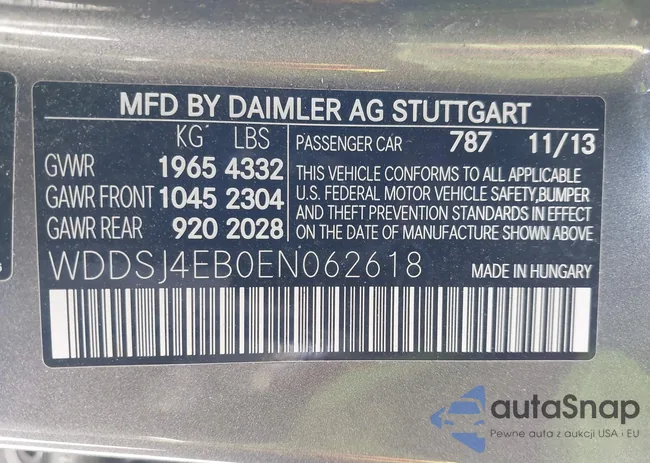 MFD BY DAIMLER AG STUTTGART
KG LBS
GVWR 1965 4332
GAWR FRONT 1045 2304
GAWR REAR 920 2028
PASSENGER CAR 787 11/13
THIS VEHICLE CONFORMS TO ALL APPLICABLE
U.S. FEDERAL MOTOR VEHICLE SAFETY,BUMPER
AND THEFT PREVENTION STANDARDS IN EFFECT
ON THE DATE OF MANUFACTURE SHOWN ABOVE
WDDSJ4EB0EN062618 MADE IN HUNGARY
autaSnap
Pewne auta z aukcji USA i EU